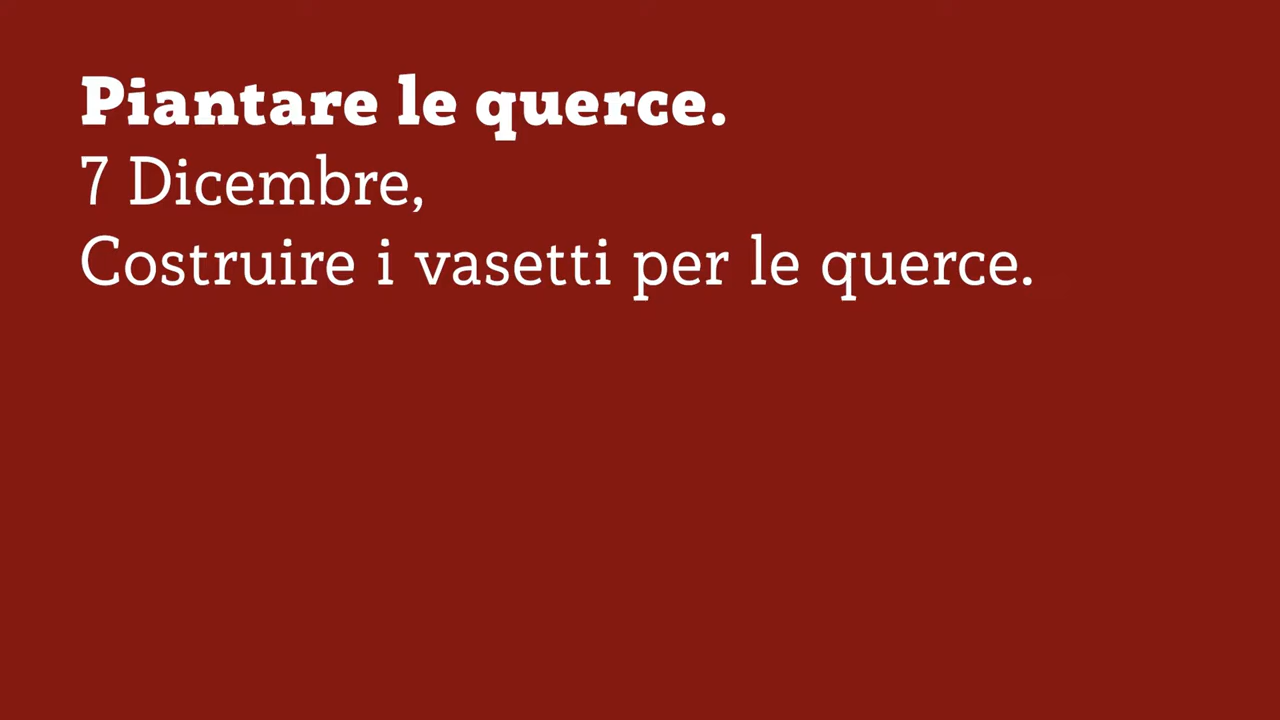 Piantare le querce.
7 Dicembre,
Costruire i vasetti per le querce.